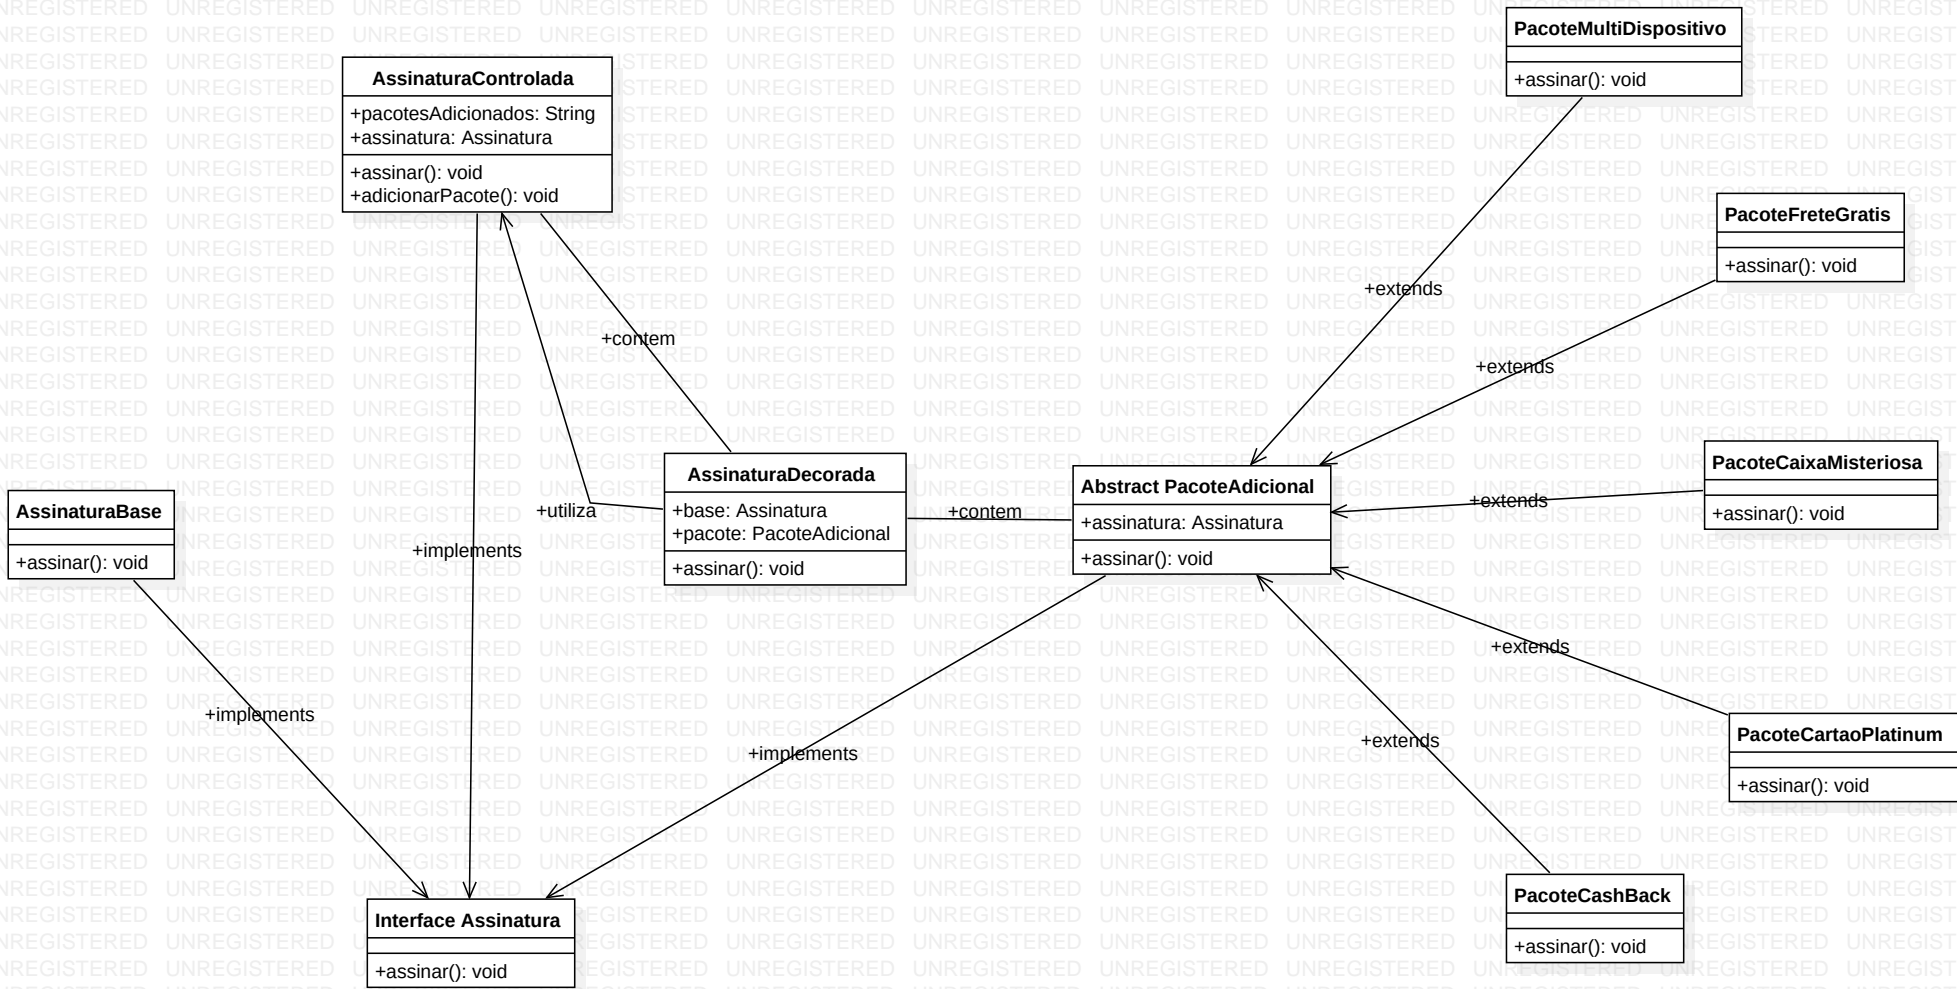 PacoteMultiDispositivo
+assinar(): void
AssinaturaControlada
+pacotesAdicionados: String
+assinatura: Assinatura
+assinar(): void
+adicionarPacote(): void
PacoteFreteGratis
+assinar(): void
+extends
+contem
+extends
PacoteCaixaMisteriosa
+assinar(): void
AssinaturaDecorada
+base: Assinatura
+pacote: PacoteAdicional
+assinar(): void
Abstract PacoteAdicional
+assinatura: Assinatura
+assinar(): void
+extends
+contem
+utiliza
AssinaturaBase
+assinar(): void
+implements
+extends
+implements
+implements
+extends
PacoteCartaoPlatinum
+assinar(): void
PacoteCashBack
+assinar(): void
Interface Assinatura
+assinar(): void
UNREGISTERED